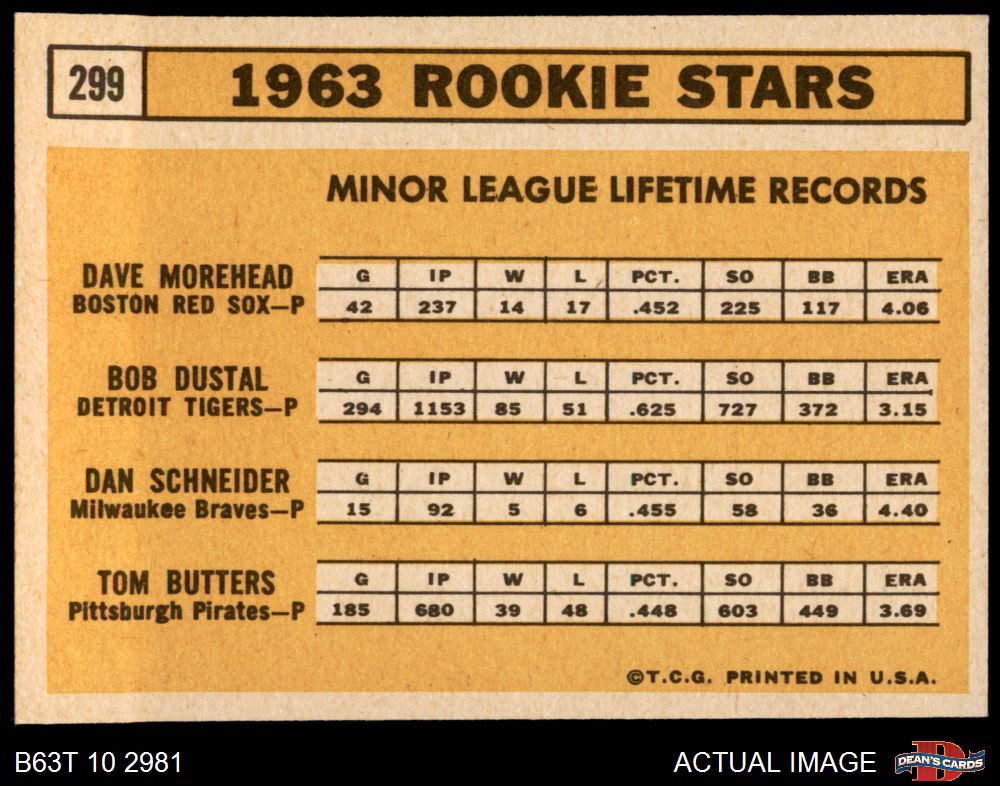 299 1963 ROOKIE STARS
MINOR LEAGUE LIFETIME RECORDS
DAVE MOREHEAD G IP W L PCT. SO BB ERA
BOSTON RED SOX—P 42 237 14 17 .452 225 117 4.06
BOB DUSTAL G IP W L PCT. SO BB ERA
DETROIT TIGERS—P 294 1153 85 51 .625 727 372 3.15
DAN SCHNEIDER G IP W L PCT. SO BB ERA
Milwaukee Braves—P 15 92 5 6 .455 58 36 4.40
TOM BUTTERS G IP W L PCT. SO BB ERA
Pittsburgh Pirates—P 185 680 39 48 .448 603 449 3.69
©T.C.G. PRINTED IN U.S.A.
B63T 10 2981 ACTUAL IMAGE D DEAN'S CARDS